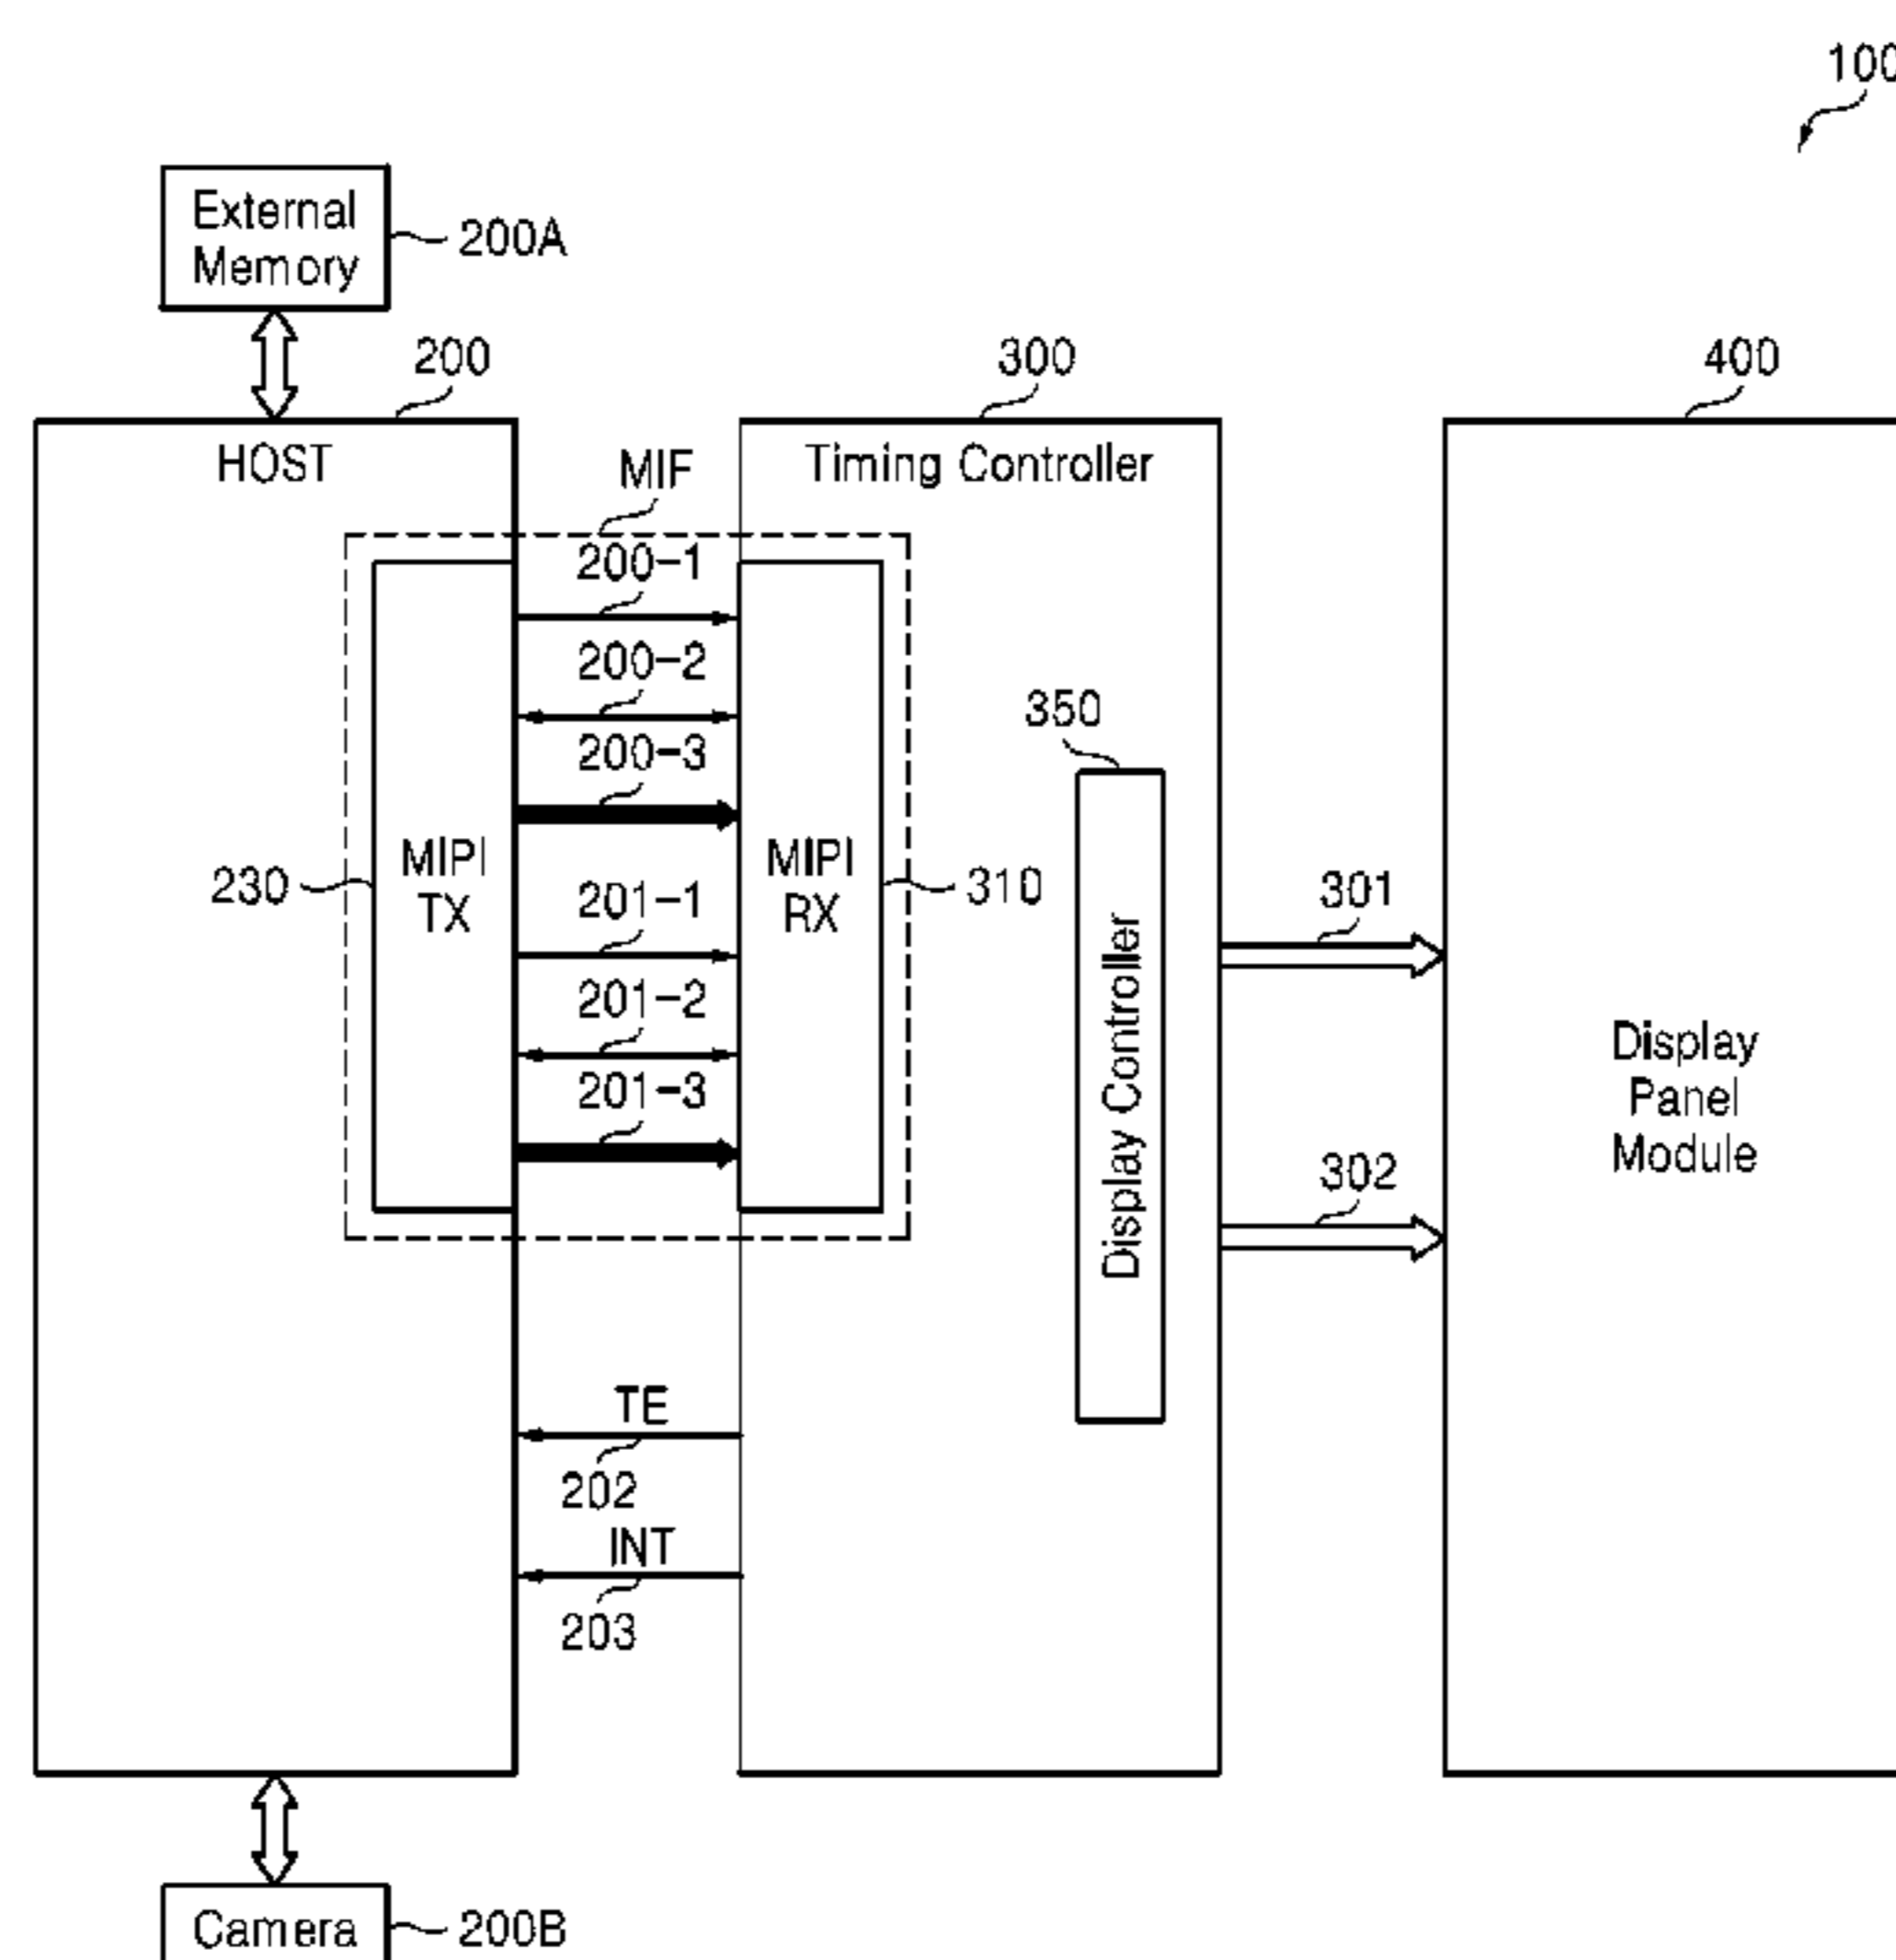 100
External
Memory
200A
200
300
400
HOST
MIF
Timing Controller
200-1
200-2
200-3
350
230
MIPI
TX
MIPI
RX
310
201-1
201-2
201-3
Display Controller
301
302
Display
Panel
Module
TE
202
INT
203
Camera
200B